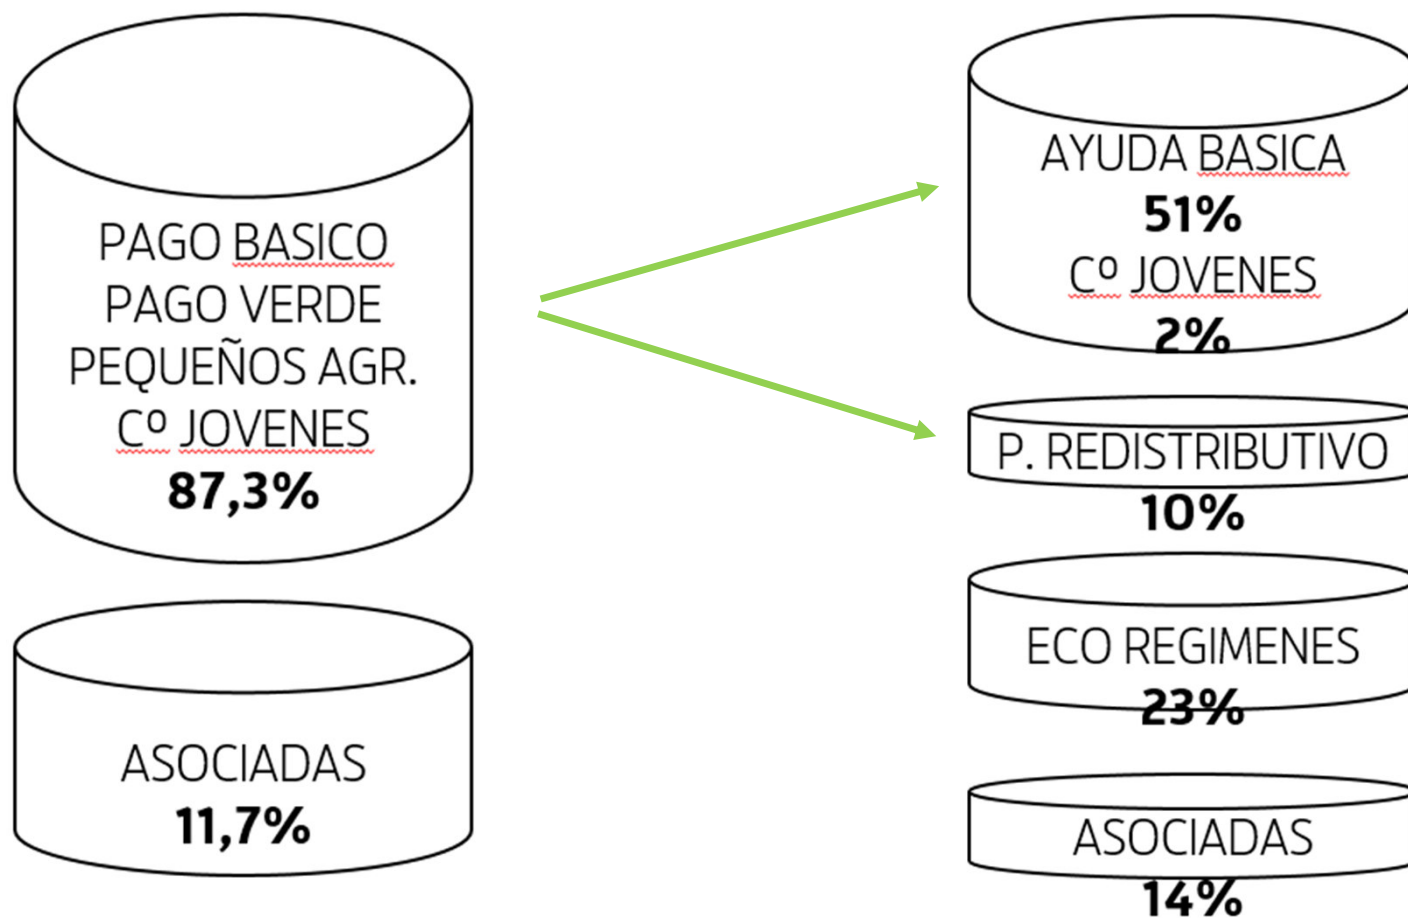 PAGO BASICO
PAGO VERDE
PEQUEÑOS AGR.
Cº JOVENES
87,3%
ASOCIADAS
11,7%
AYUDA BASICA
51%
Cº JOVENES
2%
P. REDISTRIBUTIVO
10%
ECO REGIMENES
23%
ASOCIADAS
14%